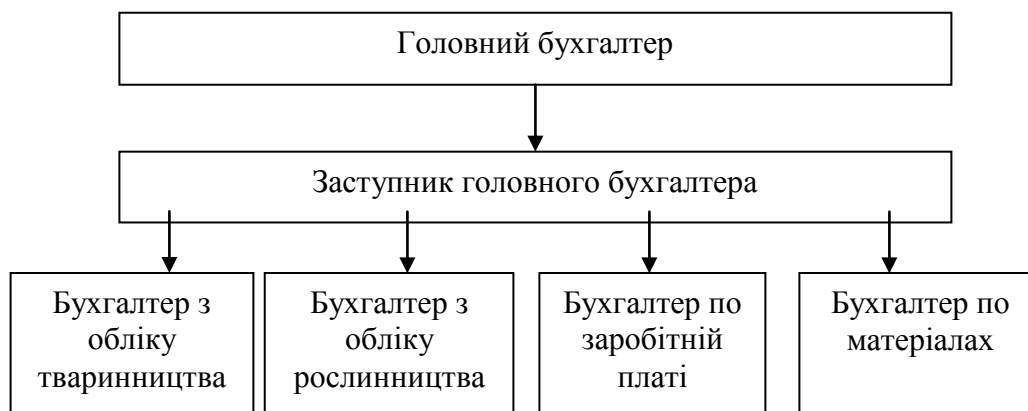 Головний бухгалтер
Заступник головного бухгалтера
Бухгалтер з
обліку
тваринництва
Бухгалтер з
обліку
рослинництва
Бухгалтер по
заробітній
платі
Бухгалтер по
матеріалах